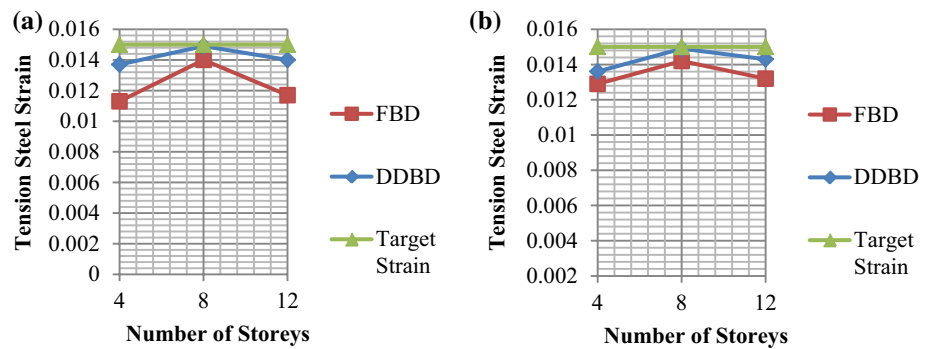 (a)
Tension Steel Strain
0.016
0.014
0.012
0.01
0.008
0.006
0.004
0.002
0
4
8
12
Number of Storeys
FBD
DDBD
Target
Strain
(b)
Tension Steel Strain
0.016
0.014
0.012
0.01
0.008
0.006
0.004
0.002
4
8
12
Number of Storeys
FBD
DDBD
Target
Strain